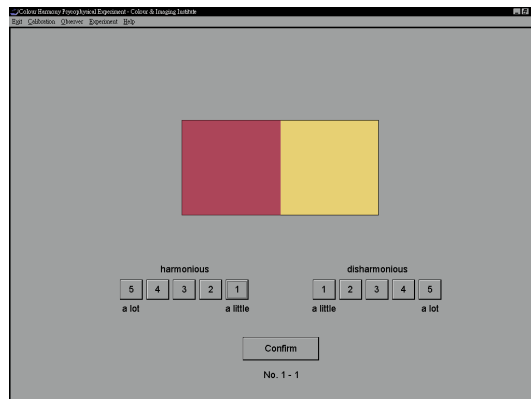 Colour Harmony Psycophysical Experiment - Colour & Imaging Institute
Exit Calibration Observer Experiment Help
harmonious disharmonious
5 4 3 2 1 1 2 3 4 5
a lot a little a little a lot
Confirm
No. 1 - 1